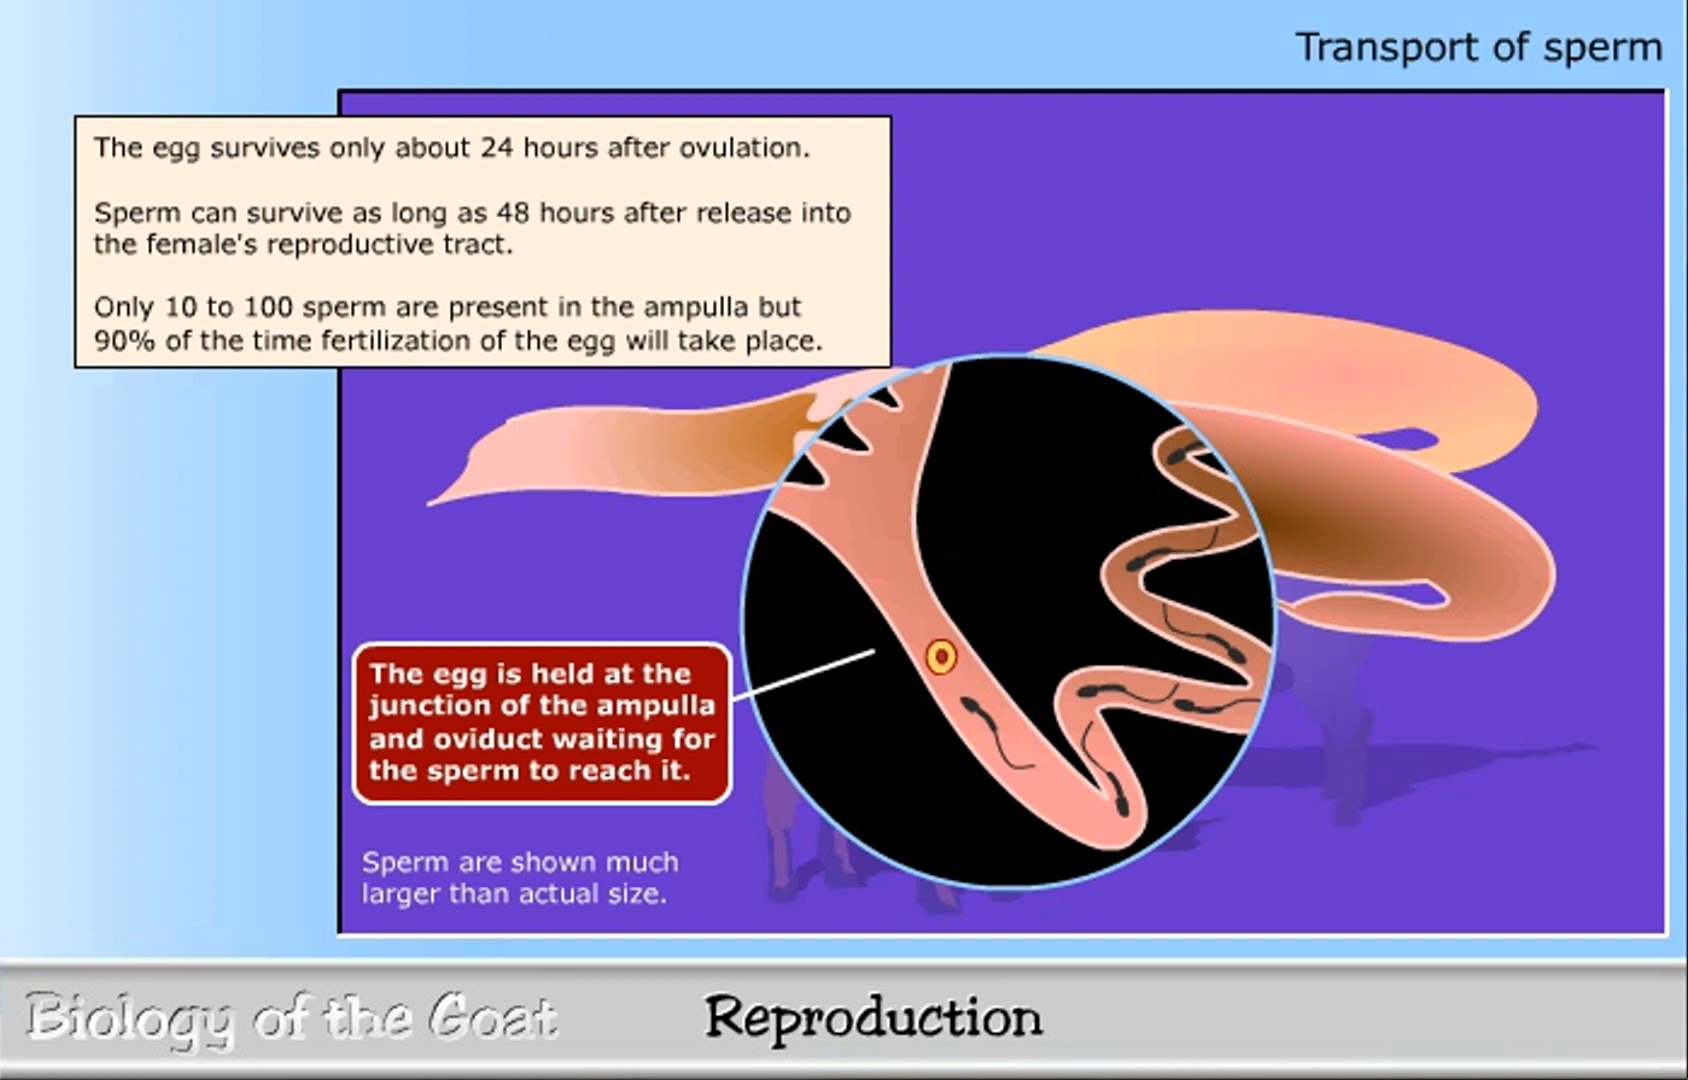 Transport of sperm
The egg survives only about 24 hours after ovulation.
Sperm can survive as long as 48 hours after release into
the female's reproductive tract.
Only 10 to 100 sperm are present in the ampulla but
90% of the time fertilization of the egg will take place.
The egg is held at the
junction of the ampulla
and oviduct waiting for
the sperm to reach it.
Sperm are shown much
larger than actual size.
Biology of the Goat
Reproduction